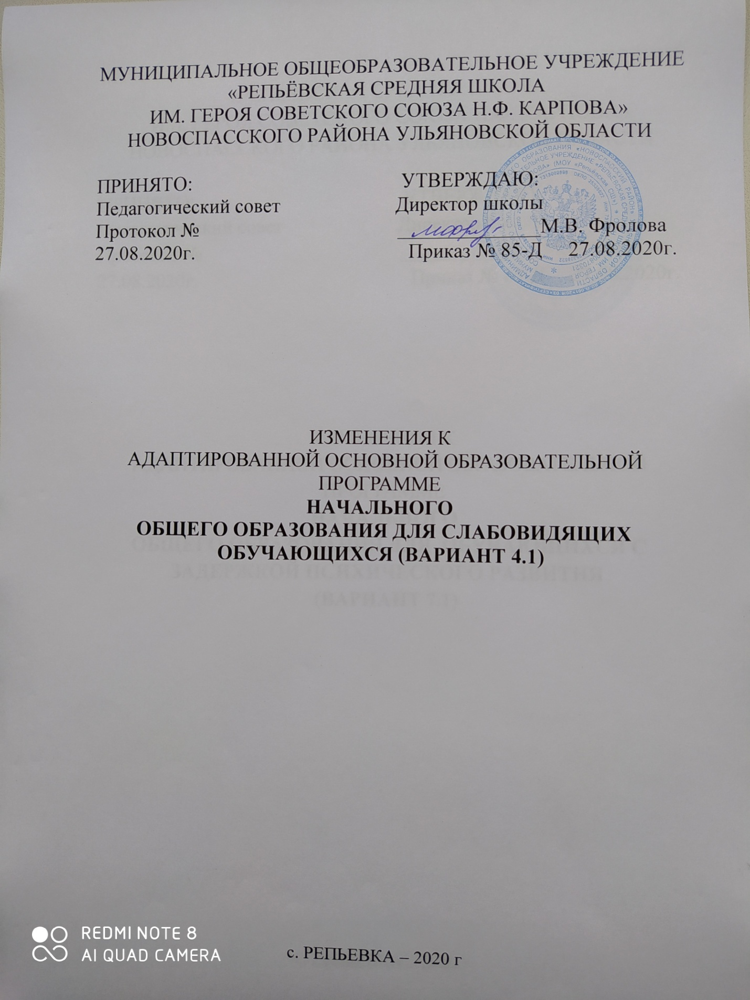 МУНИЦИПАЛЬНОЕ ОБЩЕОБРАЗОВАТЕЛЬНОЕ УЧРЕЖДЕНИЕ
«РЕПЬЁВСКАЯ СРЕДНЯЯ ШКОЛА
ИМ. ГЕРОЯ СОВЕТСКОГО СОЮЗА Н.Ф. КАРПОВА»
НОВОСПАССКОГО РАЙОНА УЛЬЯНОВСКОЙ ОБЛАСТИ
ПРИНЯТО:
Педагогический совет
Протокол №
27.08.2020г.
УТВЕРЖДАЮ:
Директор школы
М.В. Фролова
Приказ № 85-Д 27.08.2020г.
ИЗМЕНЕНИЯ К
АДАПТИРОВАННОЙ ОСНОВНОЙ ОБРАЗОВАТЕЛЬНОЙ
ПРОГРАММЕ
НАЧАЛЬНОГО
ОБЩЕГО ОБРАЗОВАНИЯ ДЛЯ СЛАБОВИДЯЩИХ
ОБУЧАЮЩИХСЯ (ВАРИАНТ 4.1)
с. РЕПЬЕВКА – 2020 г
REDMI NOTE 8
AI QUAD CAMERA